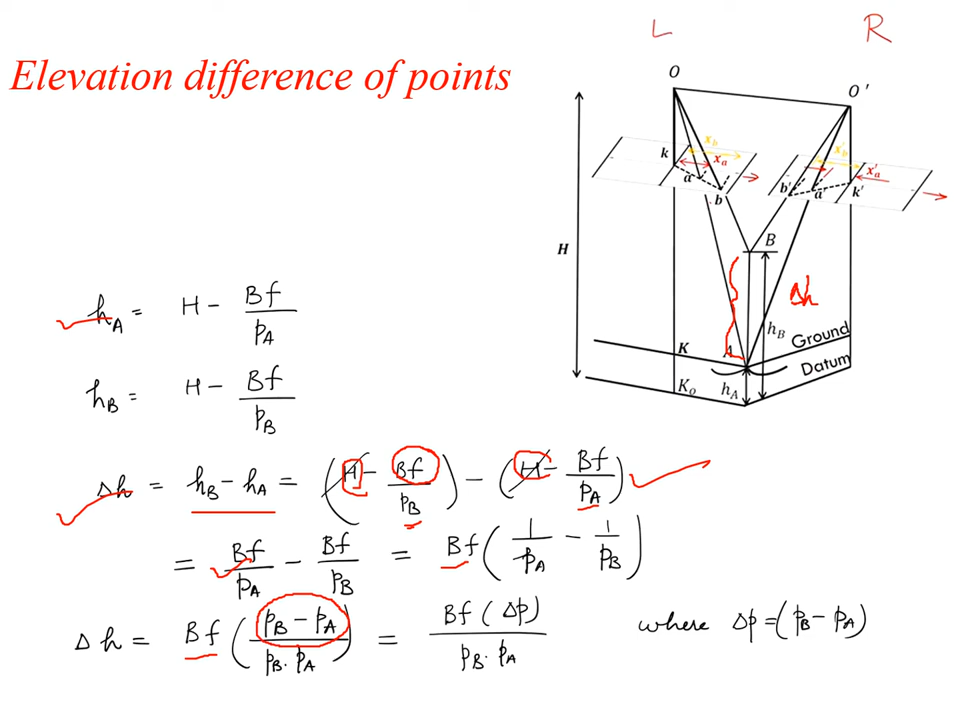 L R
Elevation difference of points
O
O'
x_b x'_b
k x_a x'_a
a b' a' k'
b
H
B
Δh
h_B
K A Ground
Datum
K_o h_A
h_A = H - Bf/p_A
h_B = H - Bf/p_B
Δh = h_B - h_A = (H - Bf/p_B) - (H - Bf/p_A)
= Bf/p_A - Bf/p_B = Bf(1/p_A - 1/p_B)
Δh = Bf(p_B - p_A/p_B . p_A) = Bf(Δp)/p_B . p_A where Δp = (p_B - p_A)